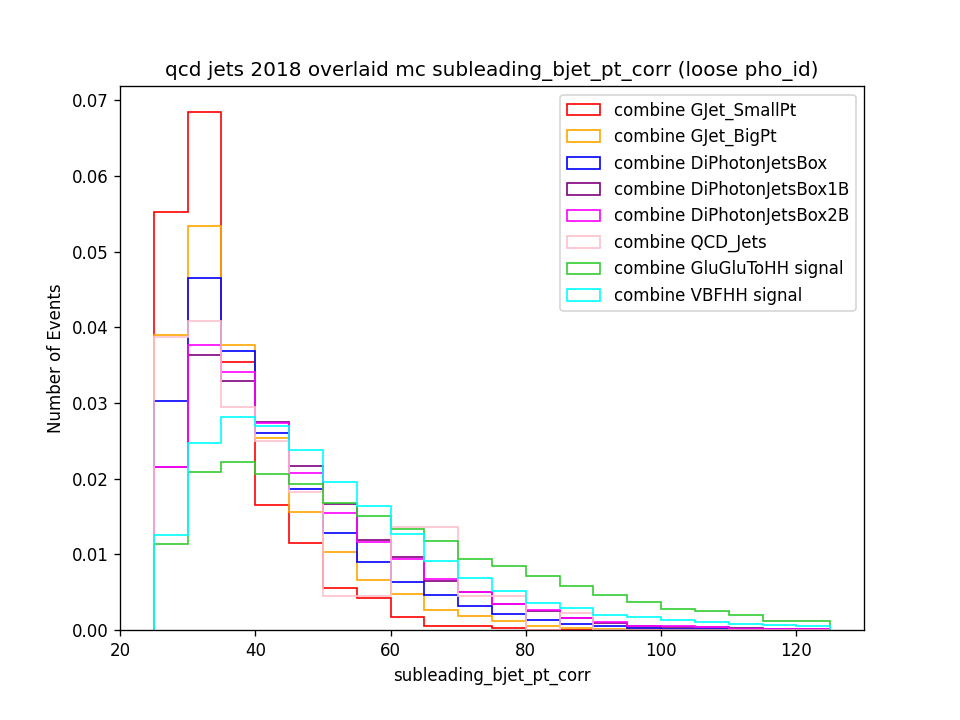 qcd jets 2018 overlaid mc subleading_bjet_pt_corr (loose pho_id)
combine GJet_SmallPt
combine GJet_BigPt
combine DiPhotonJetsBox
combine DiPhotonJetsBox1B
combine DiPhotonJetsBox2B
combine QCD_Jets
combine GluGluToHH signal
combine VBFHH signal
Number of Events
0.07
0.06
0.05
0.04
0.03
0.02
0.01
0.00
20 40 60 80 100 120
subleading_bjet_pt_corr